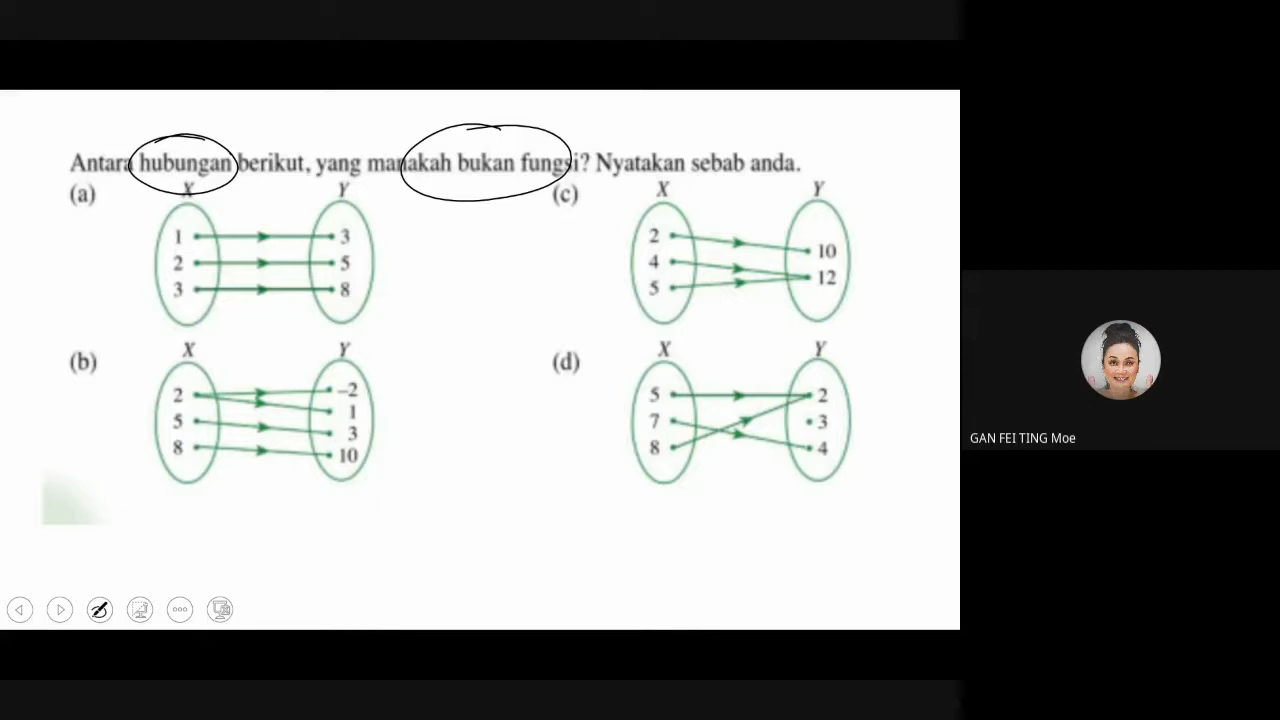 Antara hubungan berikut, yang manakah bukan fungsi? Nyatakan sebab anda.
(a)
X
Y
1
2
3
3
5
8
(c)
X
Y
2
4
5
10
12
(b)
X
Y
2
5
8
–2
1
3
10
(d)
X
Y
5
7
8
2
3
4
GAN FEI TING Moe